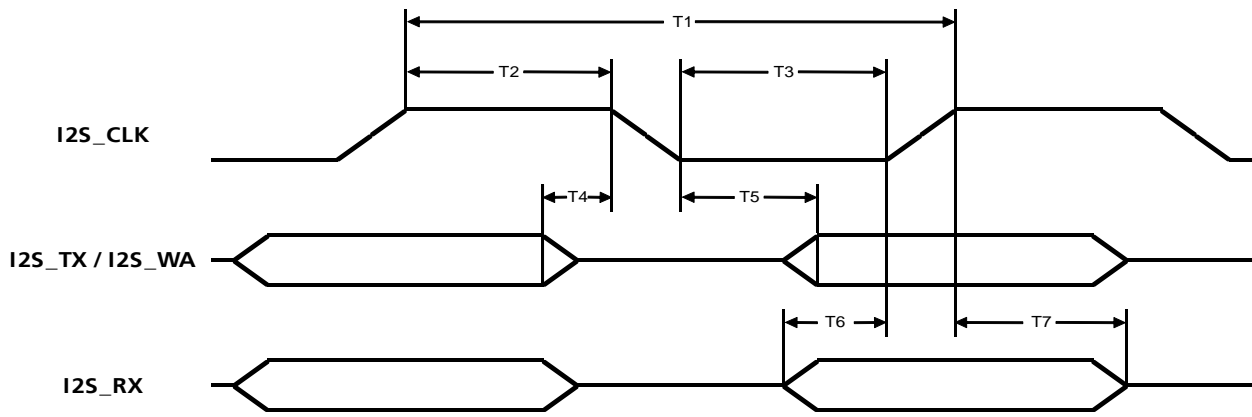 T1
T2
T3
I2S_CLK
T4
T5
I2S_TX / I2S_WA
T6
T7
I2S_RX